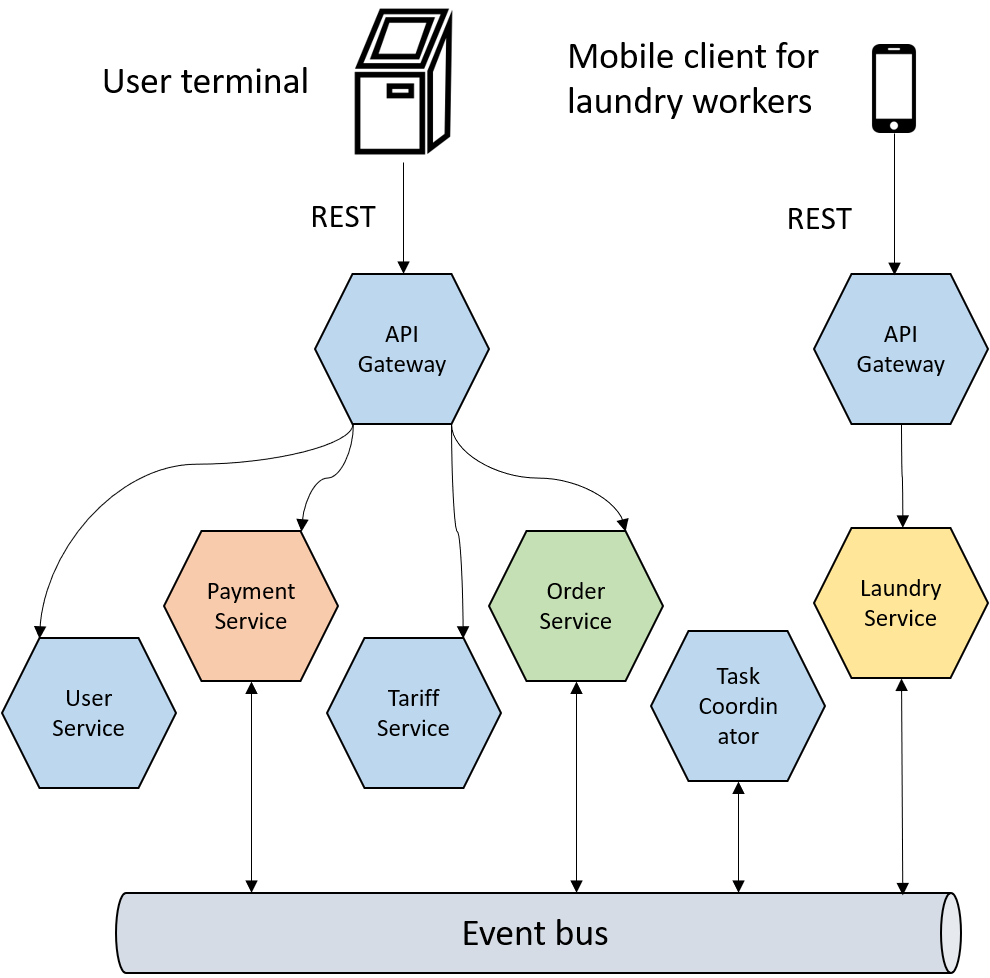 User terminal
Mobile client for
laundry workers
REST
REST
API
Gateway
API
Gateway
Payment
Service
Order
Service
Laundry
Service
User
Service
Tariff
Service
Task
Coordin
ator
Event bus